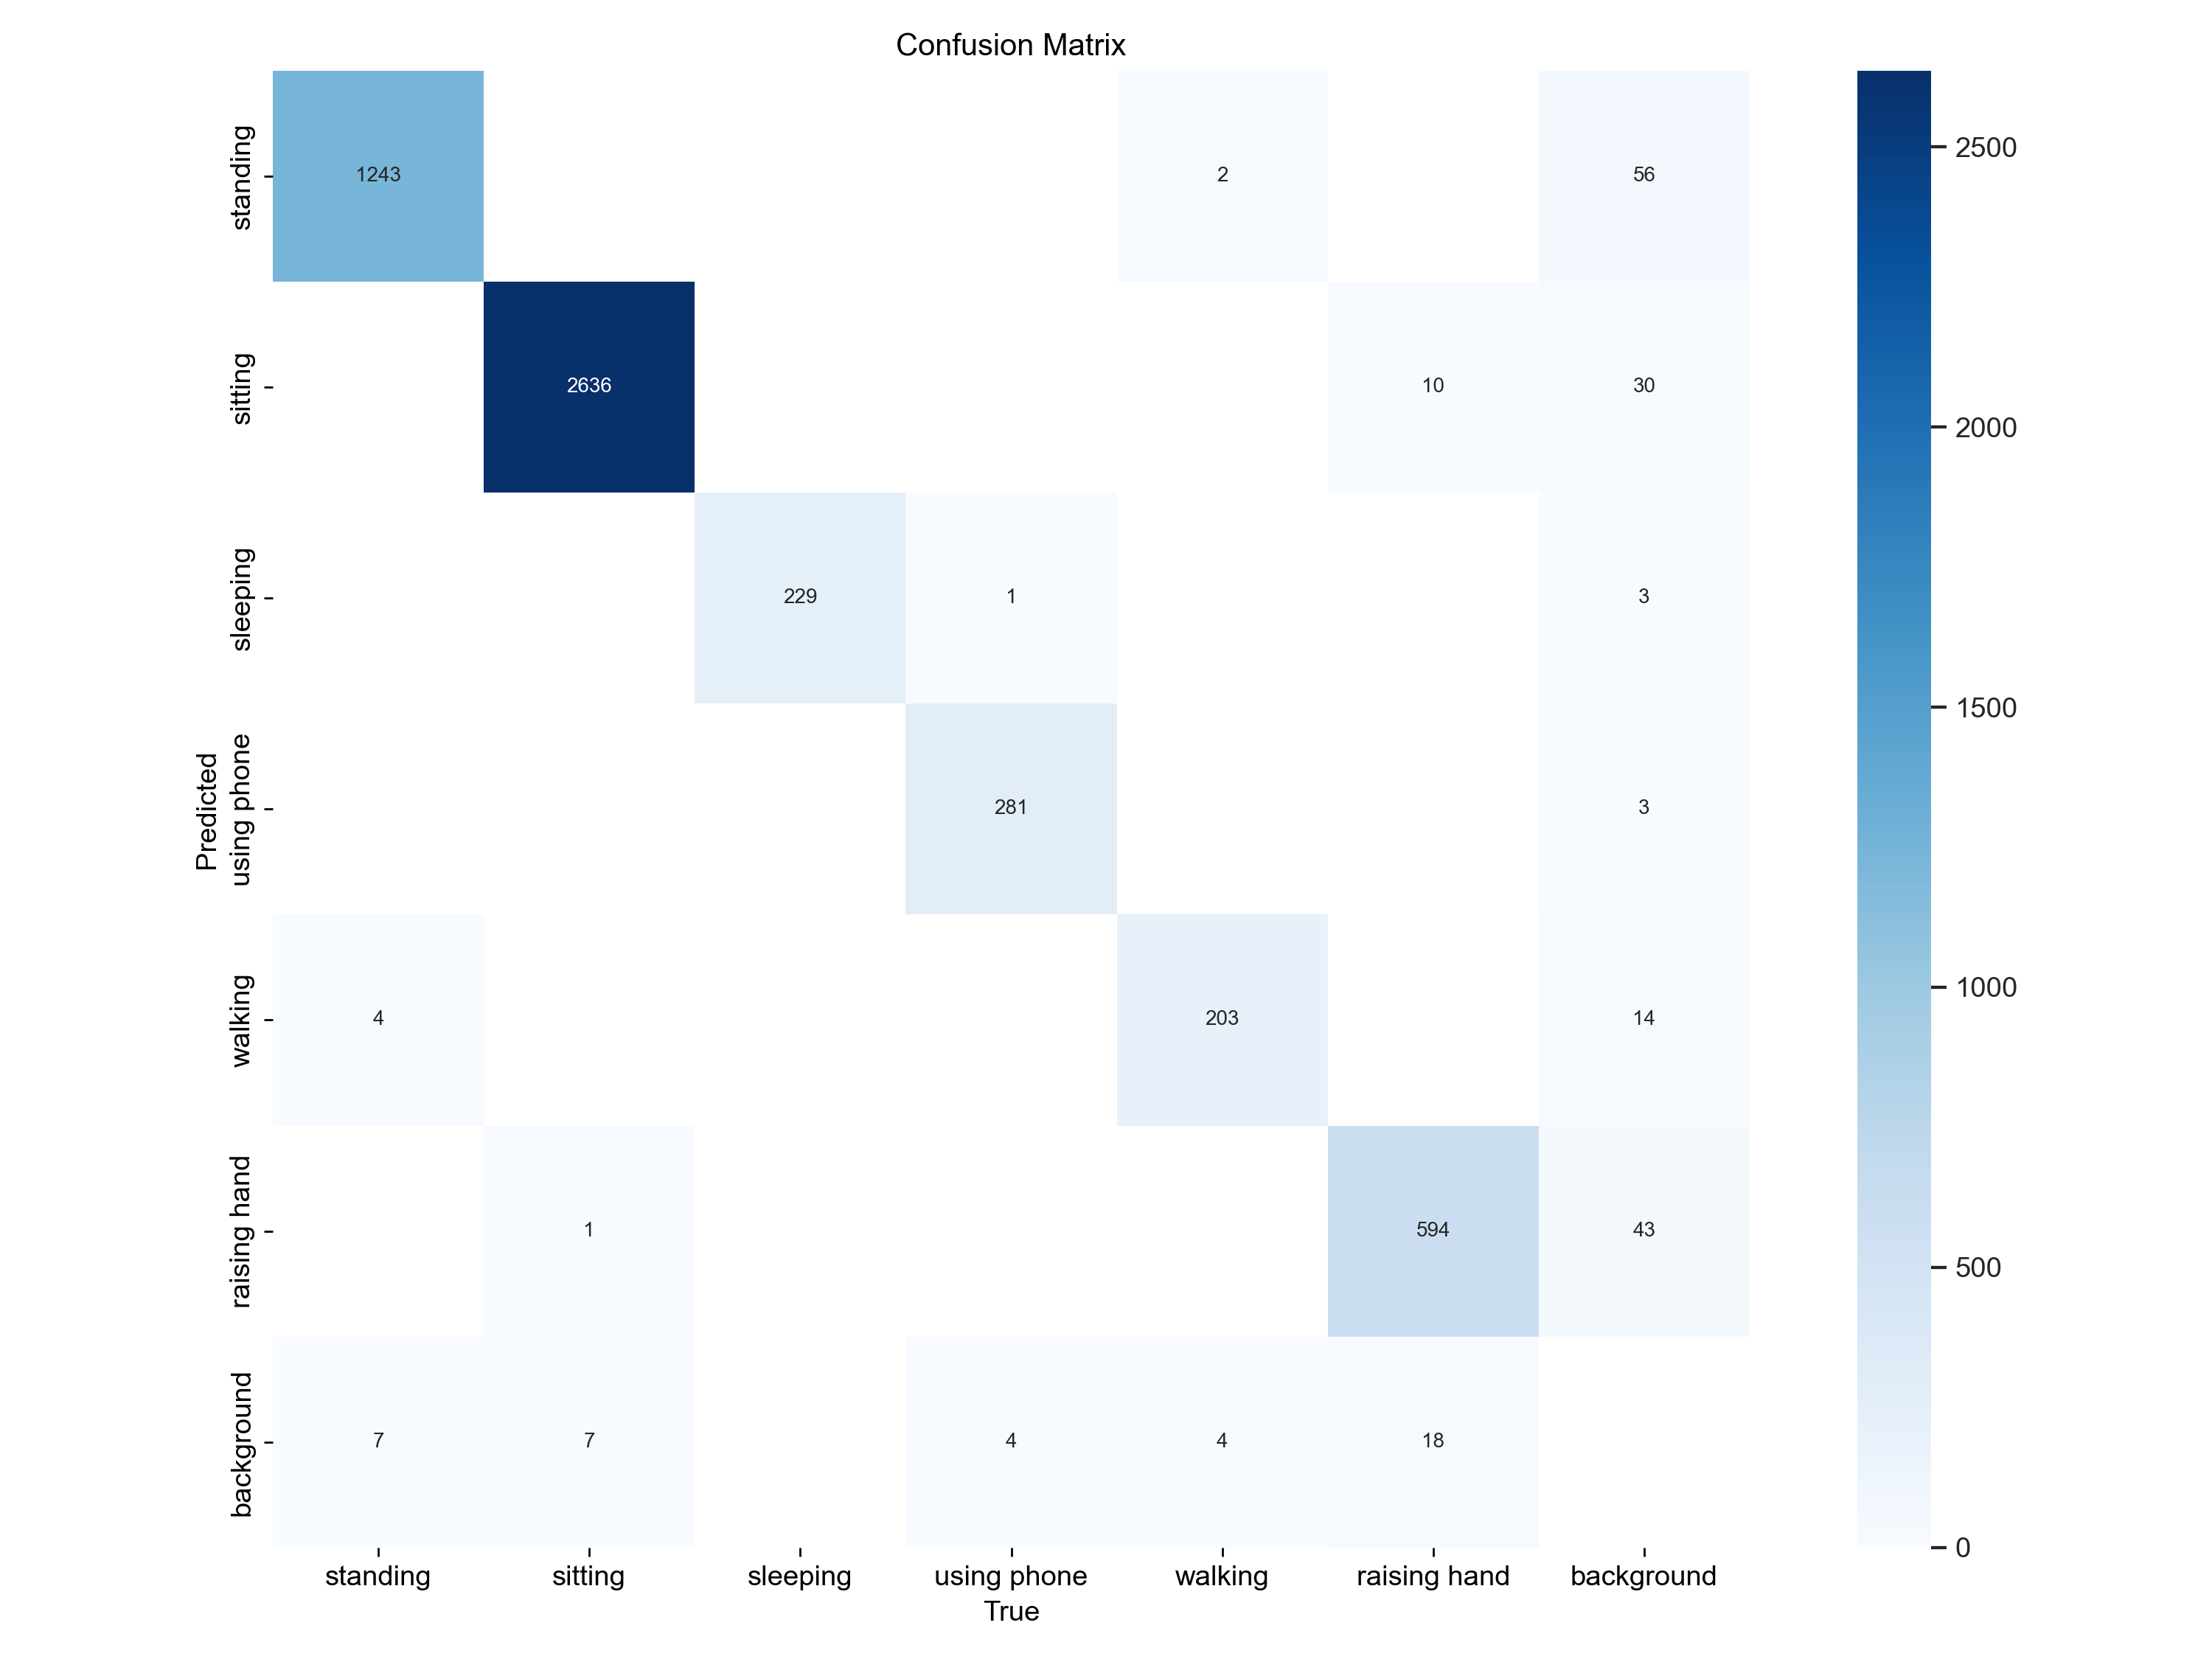 Confusion Matrix
standing
1243
2
56
sitting
2636
10
30
sleeping
229
1
3
Predicted
using phone
281
3
walking
4
203
14
raising hand
1
594
43
background
7
7
4
4
18
standing
sitting
sleeping
using phone
walking
raising hand
background
True
2500
2000
1500
1000
500
0